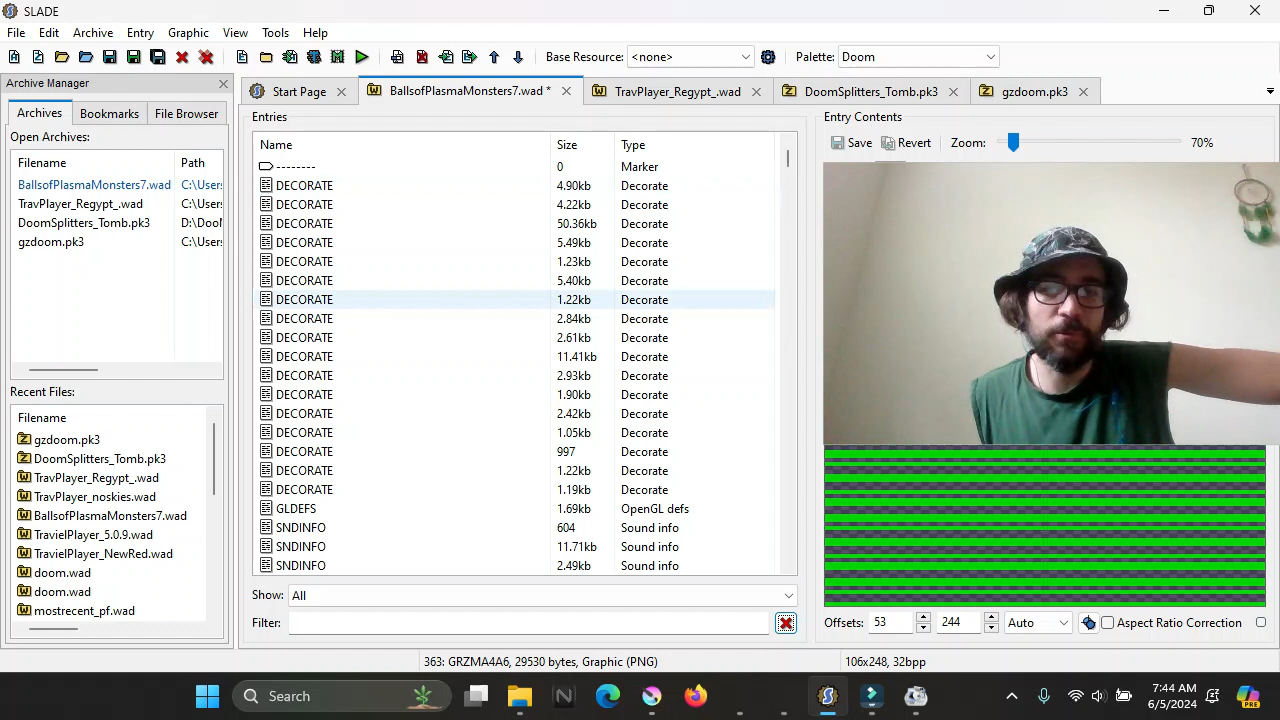 SLADE
File Edit Archive Entry Graphic View Tools Help
Base Resource: <none> Palette: Doom
Archive Manager
Archives Bookmarks File Browser
Open Archives:
Filename Path
BallsofPlasmaMonsters7.wad C:\Users
TravPlayer_Regypt_.wad C:\Users
DoomSplitters_Tomb.pk3 D:\Doo
gzdoom.pk3 C:\Users
Recent Files:
Filename
gzdoom.pk3
DoomSplitters_Tomb.pk3
TravPlayer_Regypt_.wad
TravPlayer_noskies.wad
BallsofPlasmaMonsters7.wad
TravielPlayer_5.0.9.wad
TravielPlayer_NewRed.wad
doom.wad
doom.wad
mostrecent_pf.wad
Start Page BallsofPlasmaMonsters7.wad * TravPlayer_Regypt_.wad DoomSplitters_Tomb.pk3 gzdoom.pk3
Entries
Name Size Type
-------- 0 Marker
DECORATE 4.90kb Decorate
DECORATE 4.22kb Decorate
DECORATE 50.36kb Decorate
DECORATE 5.49kb Decorate
DECORATE 1.23kb Decorate
DECORATE 5.40kb Decorate
DECORATE 1.22kb Decorate
DECORATE 2.84kb Decorate
DECORATE 2.61kb Decorate
DECORATE 11.41kb Decorate
DECORATE 2.93kb Decorate
DECORATE 1.90kb Decorate
DECORATE 2.42kb Decorate
DECORATE 1.05kb Decorate
DECORATE 997 Decorate
DECORATE 1.22kb Decorate
DECORATE 1.19kb Decorate
GLDEFS 1.69kb OpenGL defs
SNDINFO 604 Sound info
SNDINFO 11.71kb Sound info
SNDINFO 2.49kb Sound info
Show: All
Filter:
Entry Contents
Save Revert Zoom: 70%
Offsets: 53 244 Auto Aspect Ratio Correction
363: GRZMA4A6, 29530 bytes, Graphic (PNG) 106x248, 32bpp
Search
7:44 AM
6/5/2024
PRE